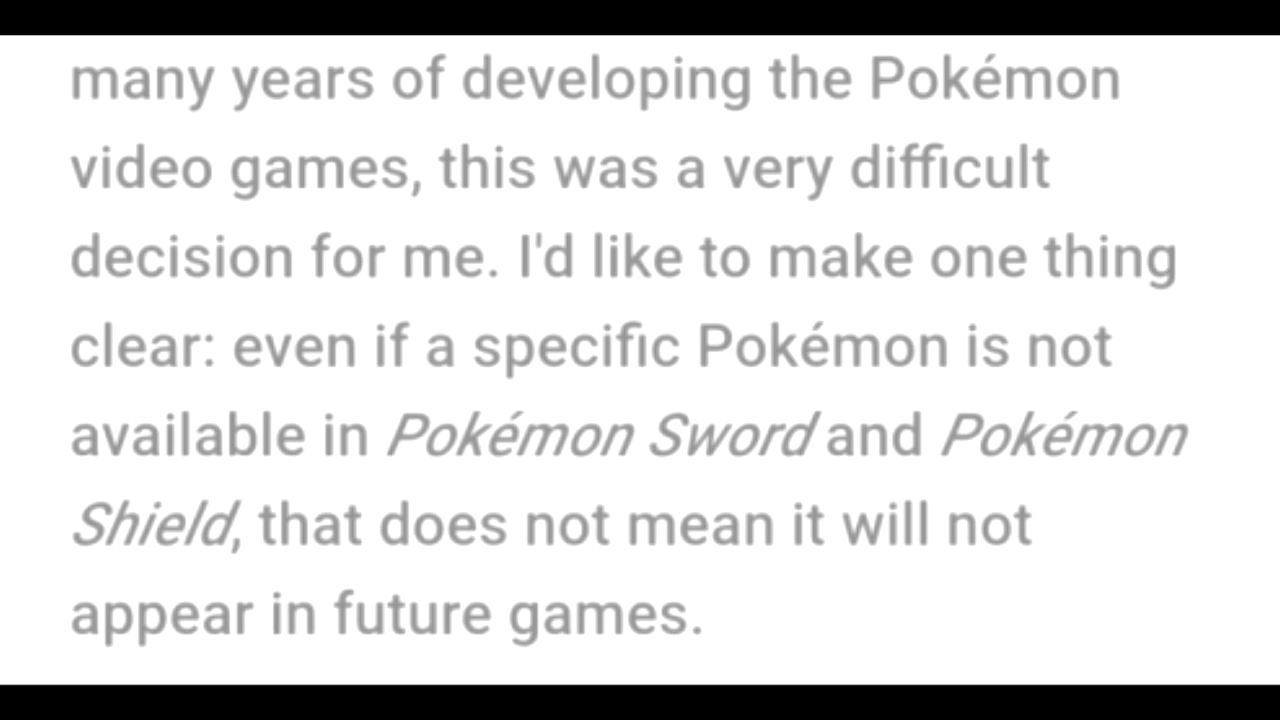 many years of developing the Pokémon
video games, this was a very difficult
decision for me. I'd like to make one thing
clear: even if a specific Pokémon is not
available in Pokémon Sword and Pokémon
Shield, that does not mean it will not
appear in future games.